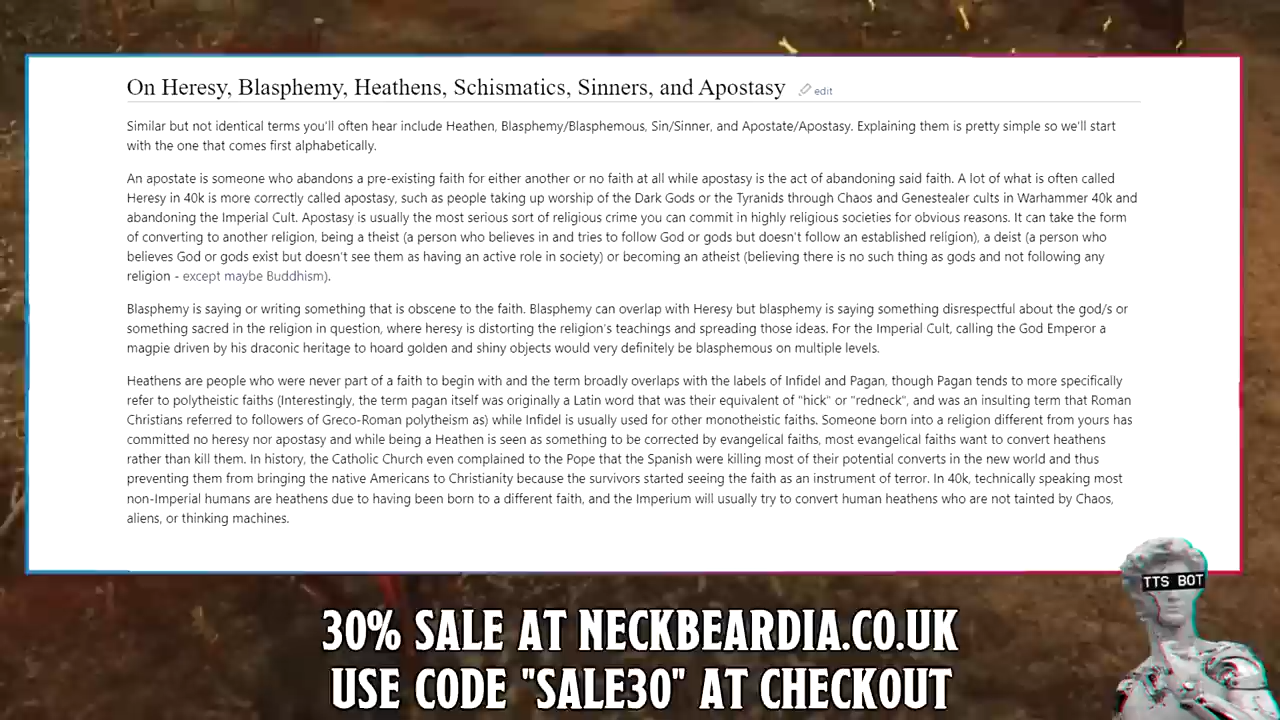 On Heresy, Blasphemy, Heathens, Schismatics, Sinners, and Apostasy edit
Similar but not identical terms you'll often hear include Heathen, Blasphemy/Blasphemous, Sin/Sinner, and Apostate/Apostasy. Explaining them is pretty simple so we'll start
with the one that comes first alphabetically.
An apostate is someone who abandons a pre-existing faith for either another or no faith at all while apostasy is the act of abandoning said faith. A lot of what is often called
Heresy in 40k is more correctly called apostasy, such as people taking up worship of the Dark Gods or the Tyranids through Chaos and Genestealer cults in Warhammer 40k and
abandoning the Imperial Cult. Apostasy is usually the most serious sort of religious crime you can commit in highly religious societies for obvious reasons. It can take the form
of converting to another religion, being a theist (a person who believes in and tries to follow God or gods but doesn't follow an established religion), a deist (a person who
believes God or gods exist but doesn't see them as having an active role in society) or becoming an atheist (believing there is no such thing as gods and not following any
religion - except maybe Buddhism).
Blasphemy is saying or writing something that is obscene to the faith. Blasphemy can overlap with Heresy but blasphemy is saying something disrespectful about the god/s or
something sacred in the religion in question, where heresy is distorting the religion's teachings and spreading those ideas. For the Imperial Cult, calling the God Emperor a
magpie driven by his draconic heritage to hoard golden and shiny objects would very definitely be blasphemous on multiple levels.
Heathens are people who were never part of a faith to begin with and the term broadly overlaps with the labels of Infidel and Pagan, though Pagan tends to more specifically
refer to polytheistic faiths (Interestingly, the term pagan itself was originally a Latin word that was their equivalent of "hick" or "redneck", and was an insulting term that Roman
Christians referred to followers of Greco-Roman polytheism as) while Infidel is usually used for other monotheistic faiths. Someone born into a religion different from yours has
committed no heresy nor apostasy and while being a Heathen is seen as something to be corrected by evangelical faiths, most evangelical faiths want to convert heathens
rather than kill them. In history, the Catholic Church even complained to the Pope that the Spanish were killing most of their potential converts in the new world and thus
preventing them from bringing the native Americans to Christianity because the survivors started seeing the faith as an instrument of terror. In 40k, technically speaking most
non-Imperial humans are heathens due to having been born to a different faith, and the Imperium will usually try to convert human heathens who are not tainted by Chaos,
aliens, or thinking machines.
TTS BOT
30% SALE AT NECKBEARDIA.CO.UK
USE CODE "SALE30" AT CHECKOUT